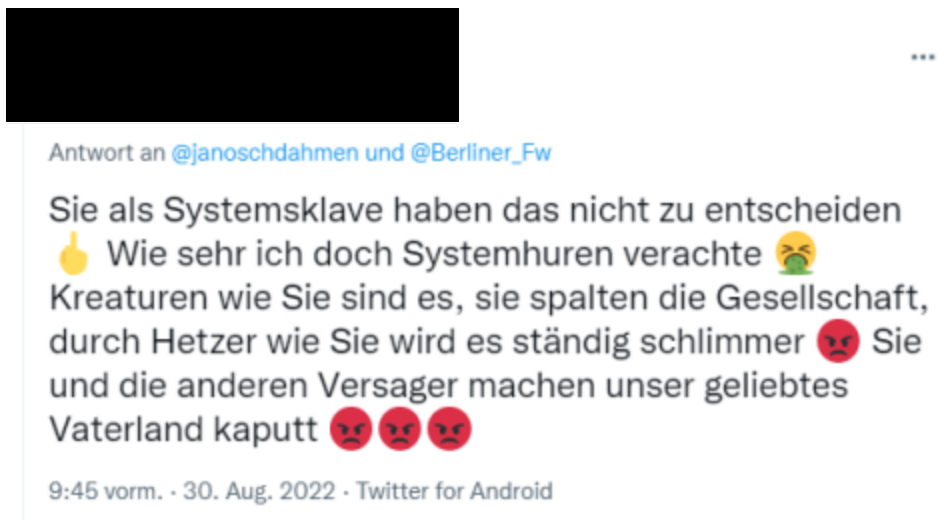 Antwort an @janoschdahmen und @Berliner_Fw
Sie als Systemsklave haben das nicht zu entscheiden
🖕 Wie sehr ich doch Systemhuren verachte 🤮
Kreaturen wie Sie sind es, sie spalten die Gesellschaft,
durch Hetzer wie Sie wird es ständig schlimmer 😡 Sie
und die anderen Versager machen unser geliebtes
Vaterland kaputt 😡😡😡
9:45 vorm. · 30. Aug. 2022 · Twitter for Android